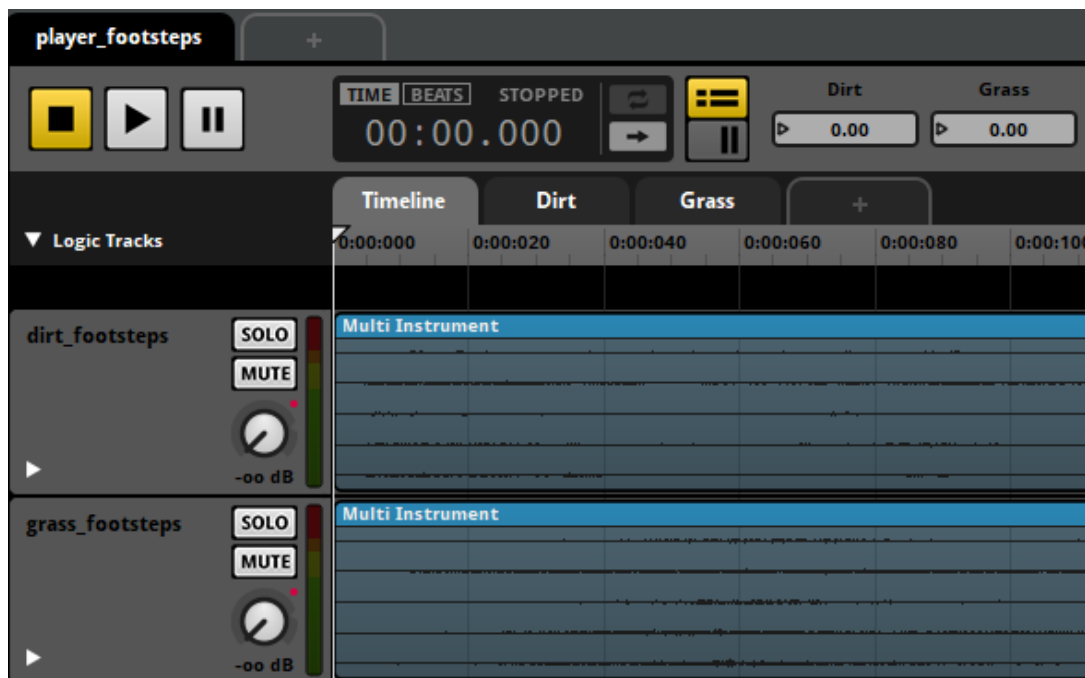 player_footsteps +
TIME BEATS STOPPED
00:00.000
Dirt Grass
0.00 0.00
Timeline Dirt Grass +
Logic Tracks
0:00:000 0:00:020 0:00:040 0:00:060 0:00:080
dirt_footsteps
SOLO
MUTE
-oo dB
Multi Instrument
grass_footsteps
SOLO
MUTE
-oo dB
Multi Instrument